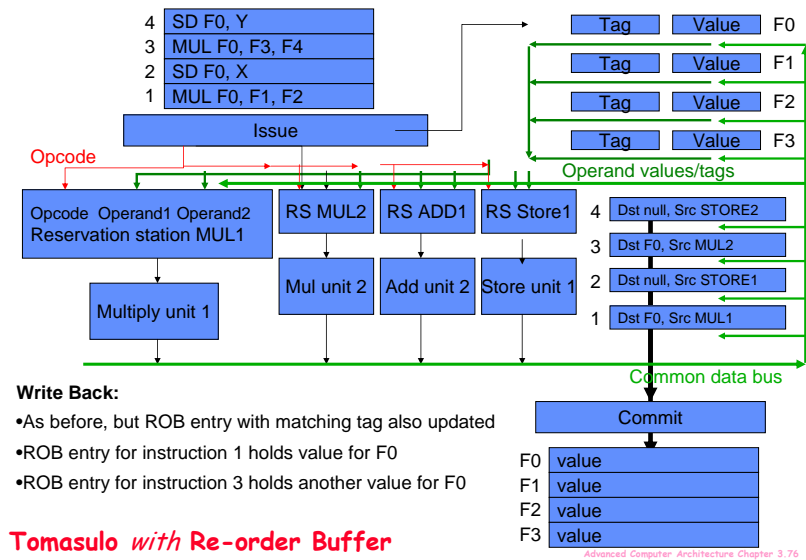 4 SD F0, Y
3 MUL F0, F3, F4
2 SD F0, X
1 MUL F0, F1, F2
Issue
Tag Value F0
Tag Value F1
Tag Value F2
Tag Value F3
Opcode
Operand values/tags
Opcode Operand1 Operand2
Reservation station MUL1
RS MUL2
RS ADD1
RS Store1
4 Dst null, Src STORE2
3 Dst F0, Src MUL2
2 Dst null, Src STORE1
1 Dst F0, Src MUL1
Multiply unit 1
Mul unit 2
Add unit 2
Store unit 1
Common data bus
Write Back:
•As before, but ROB entry with matching tag also updated
•ROB entry for instruction 1 holds value for F0
•ROB entry for instruction 3 holds another value for F0
Commit
F0 value
F1 value
F2 value
F3 value
Tomasulo with Re-order Buffer
Advanced Computer Architecture Chapter 3.76